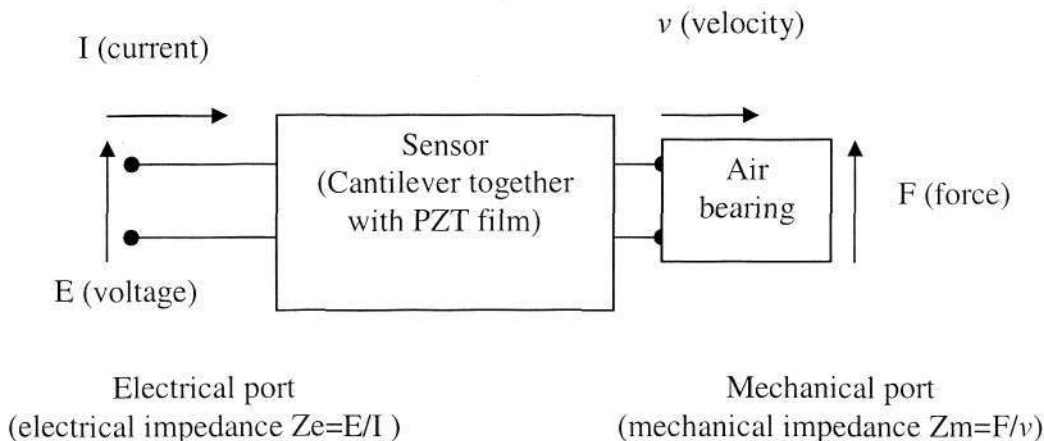 I (current)
v (velocity)
Sensor
(Cantilever together
with PZT film)
Air
bearing
F (force)
E (voltage)
Electrical port
(electrical impedance Ze=E/I )
Mechanical port
(mechanical impedance Zm=F/v)